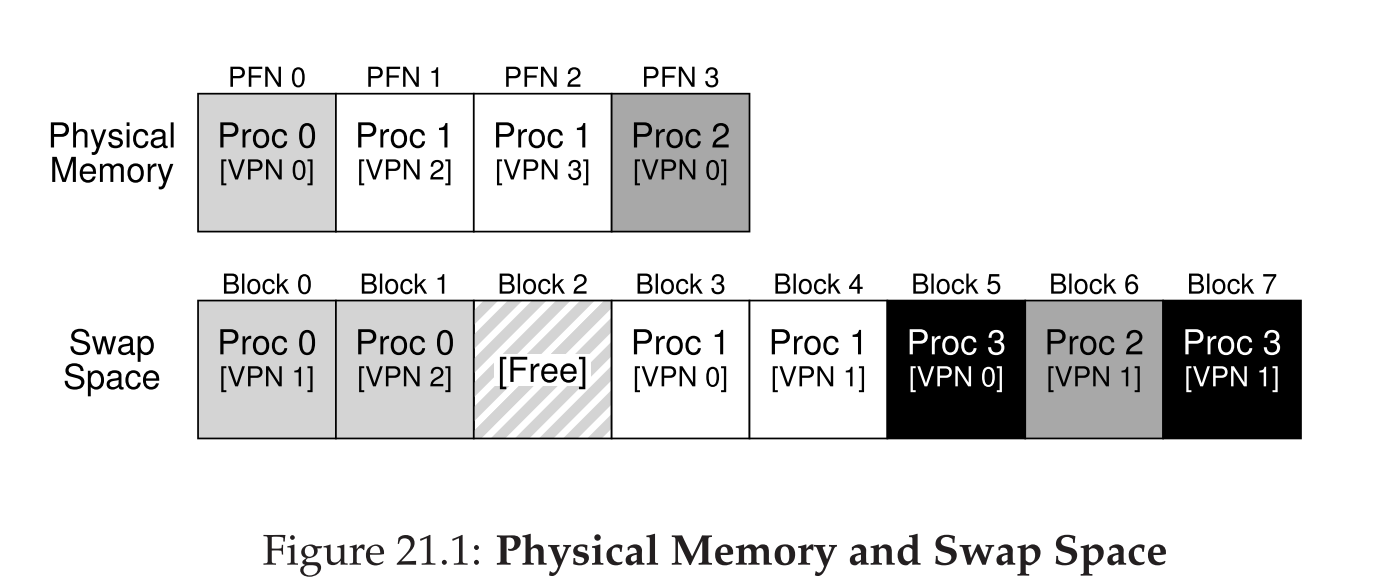 PFN 0 PFN 1 PFN 2 PFN 3
Physical
Memory
Proc 0 Proc 1 Proc 1 Proc 2
[VPN 0] [VPN 2] [VPN 3] [VPN 0]
Block 0 Block 1 Block 2 Block 3 Block 4 Block 5 Block 6 Block 7
Swap
Space
Proc 0 Proc 0 [Free] Proc 1 Proc 1 Proc 3 Proc 2 Proc 3
[VPN 1] [VPN 2] [VPN 0] [VPN 1] [VPN 0] [VPN 1] [VPN 1]
Figure 21.1: Physical Memory and Swap Space